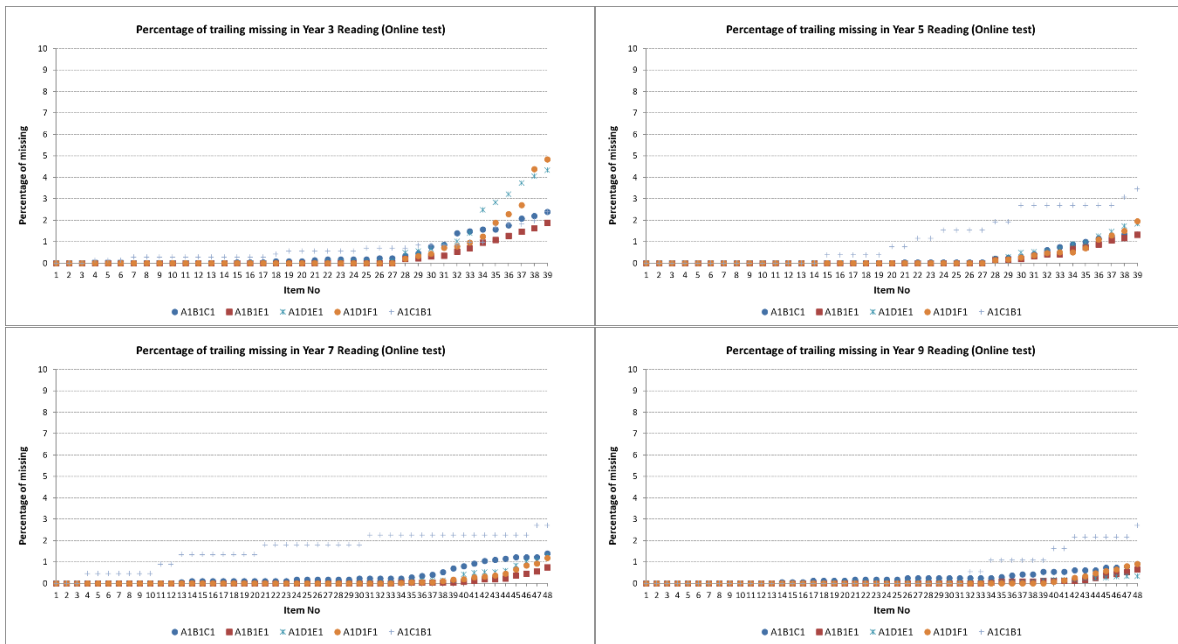 Percentage of trailing missing in Year 3 Reading (Online test)
Percentage of missing
10
9
8
7
6
5
4
3
2
1
0
1 2 3 4 5 6 7 8 9 10 11 12 13 14 15 16 17 18 19 20 21 22 23 24 25 26 27 28 29 30 31 32 33 34 35 36 37 38 39
Item No
A1B1C1 A1B1E1 A1D1E1 A1D1F1 A1C1B1
Percentage of trailing missing in Year 5 Reading (Online test)
Percentage of missing
10
9
8
7
6
5
4
3
2
1
0
1 2 3 4 5 6 7 8 9 10 11 12 13 14 15 16 17 18 19 20 21 22 23 24 25 26 27 28 29 30 31 32 33 34 35 36 37 38 39
Item No
A1B1C1 A1B1E1 A1D1E1 A1D1F1 A1C1B1
Percentage of trailing missing in Year 7 Reading (Online test)
Percentage of missing
10
9
8
7
6
5
4
3
2
1
0
1 2 3 4 5 6 7 8 9 10 11 12 13 14 15 16 17 18 19 20 21 22 23 24 25 26 27 28 29 30 31 32 33 34 35 36 37 38 39 40 41 42 43 44 45 46 47 48
Item No
A1B1C1 A1B1E1 A1D1E1 A1D1F1 A1C1B1
Percentage of trailing missing in Year 9 Reading (Online test)
Percentage of missing
10
9
8
7
6
5
4
3
2
1
0
1 2 3 4 5 6 7 8 9 10 11 12 13 14 15 16 17 18 19 20 21 22 23 24 25 26 27 28 29 30 31 32 33 34 35 36 37 38 39 40 41 42 43 44 45 46 47 48
Item No
A1B1C1 A1B1E1 A1D1E1 A1D1F1 A1C1B1